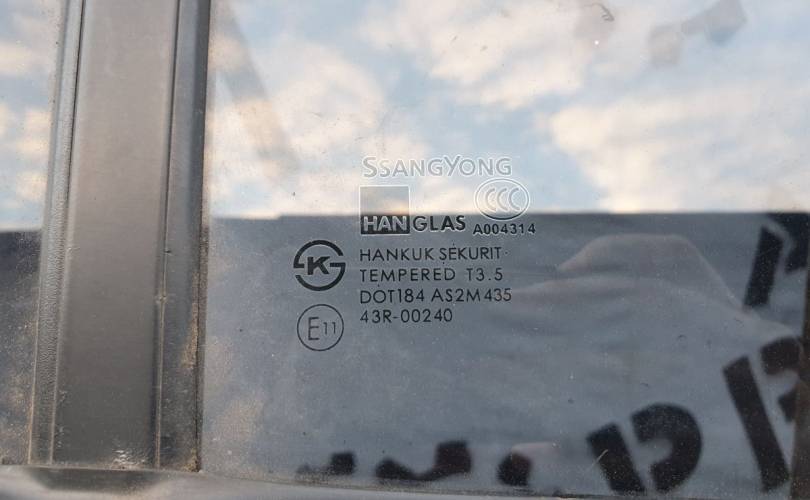 SSANGYONG
CCC
HANGLAS A004314
K
HANKUK SEKURIT
TEMPERED T3.5
DOT184 AS2M435
E11 43R-00240